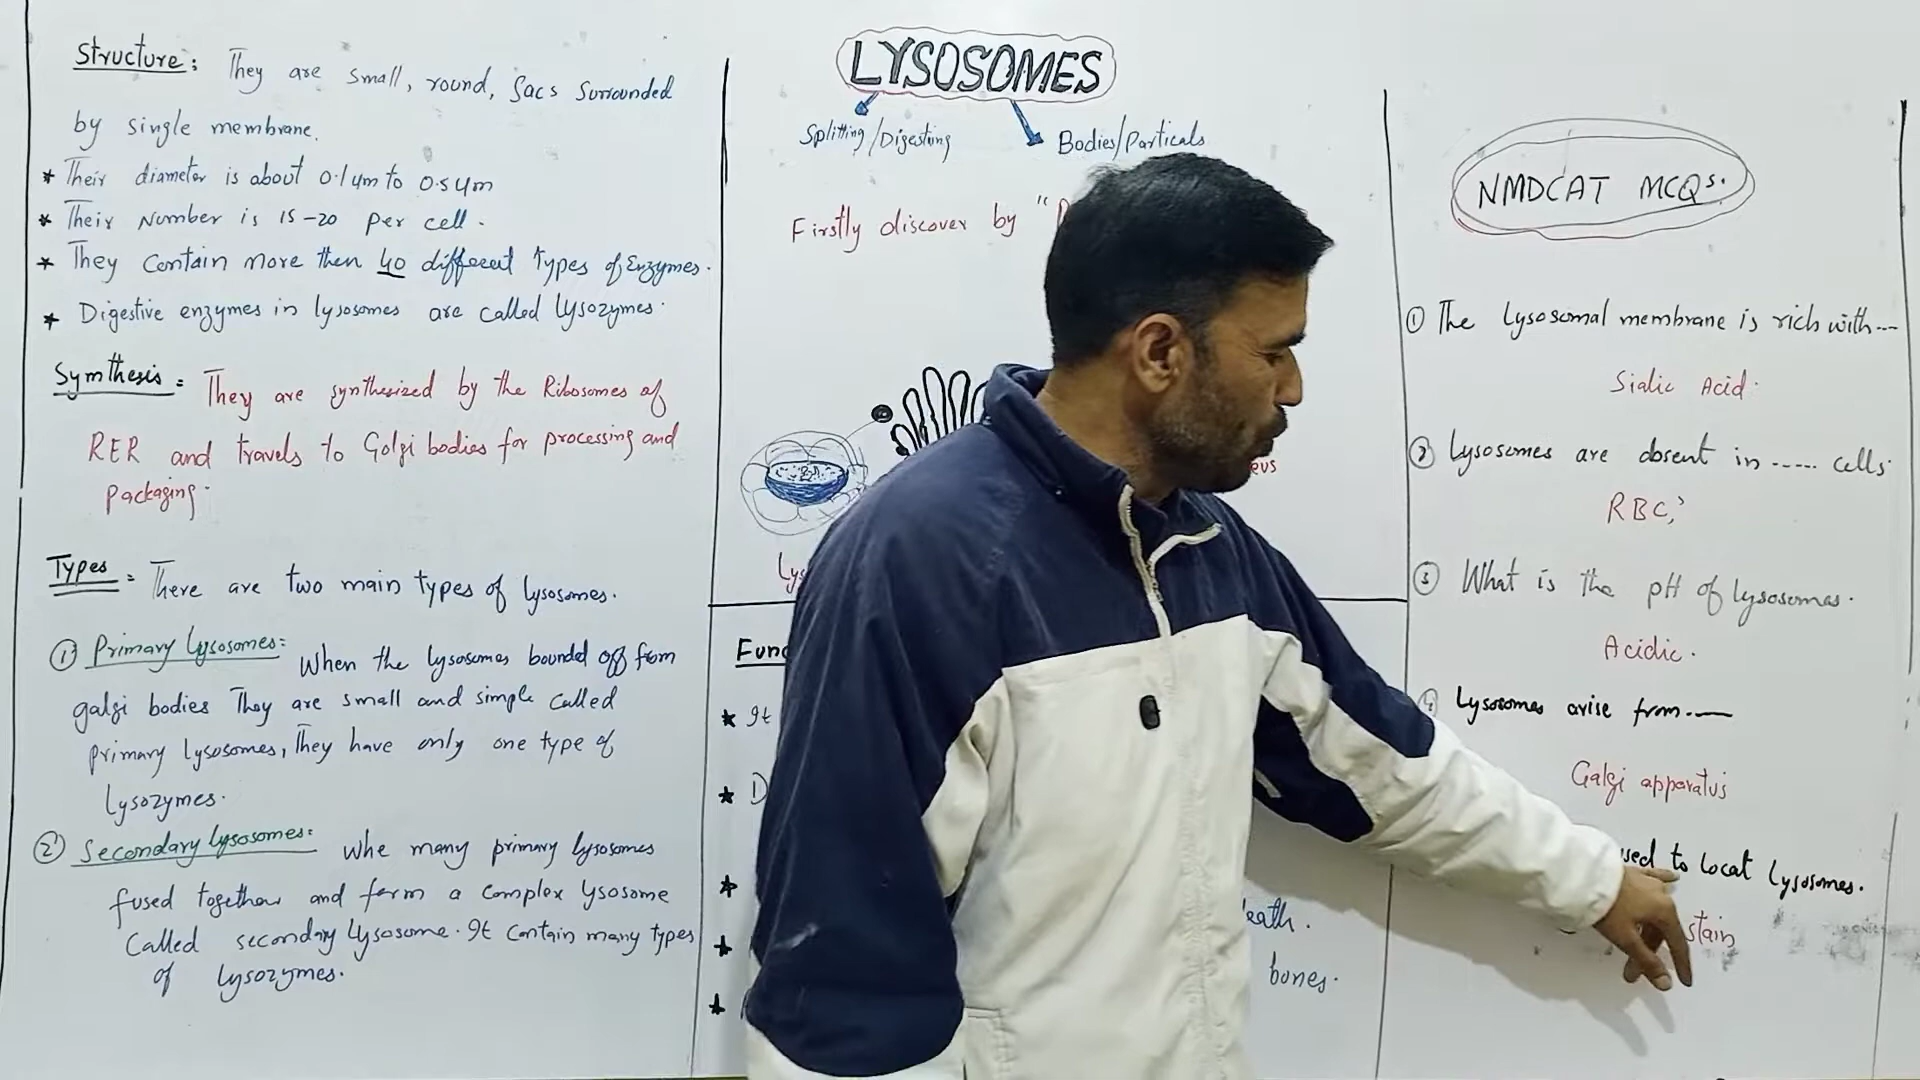 Structure: They are small, round, Sacs Surrounded
by single membrane.
* Their diameter is about 0.1 um to 0.5 um
* Their Number is 15-20 per cell.
* They contain more then 40 different types of Enzymes.
* Digestive enzymes in lysosomes are called lysozymes.
Synthesis = They are synthesized by the Ribosomes of
RER and travels to Golgi bodies for processing and
packaging.
Types = There are two main types of lysosomes.
① Primary lysosomes: When the lysosomes bounded off from
galgi bodies They are small and simple called
primary lysosomes, They have only one type of
Lysozymes.
② Secondary lysosomes: Whe many primary lysosomes
fused together and form a complex lysosome
Called secondary lysosome. It contain many types
of lysozymes.
LYSOSOMES
Splitting/Digesting
Bodies/Particals
Firstly discover by "
bones.
NMDCAT MCQs.
① The Lysosomal membrane is rich with---
Sialic Acid.
② Lysosomes are absent in ----- cells
RBC,s
③ What is the pH of lysosomes.
Acidic.
Lysosomes arise from.—
Galgi apparatus
to Locat Lysosomes.
stain